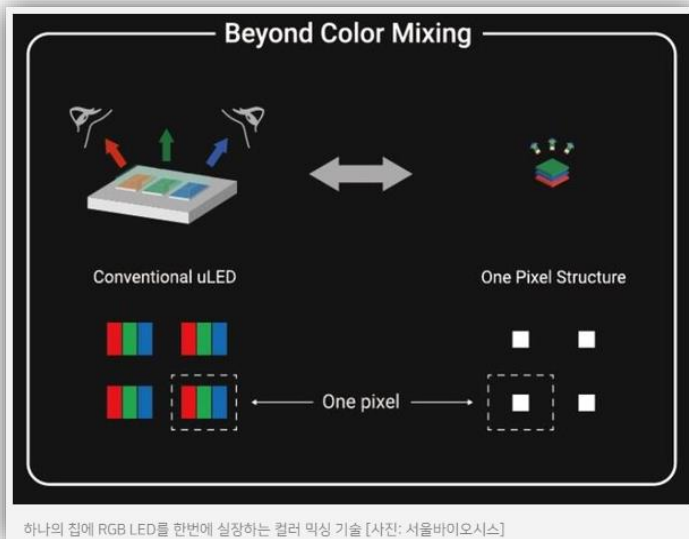 Beyond Color Mixing
Conventional uLED
One Pixel Structure
One pixel
하나의 칩에 RGB LED를 한번에 실장하는 컬러 믹싱 기술 [사진: 서울바이오시스]